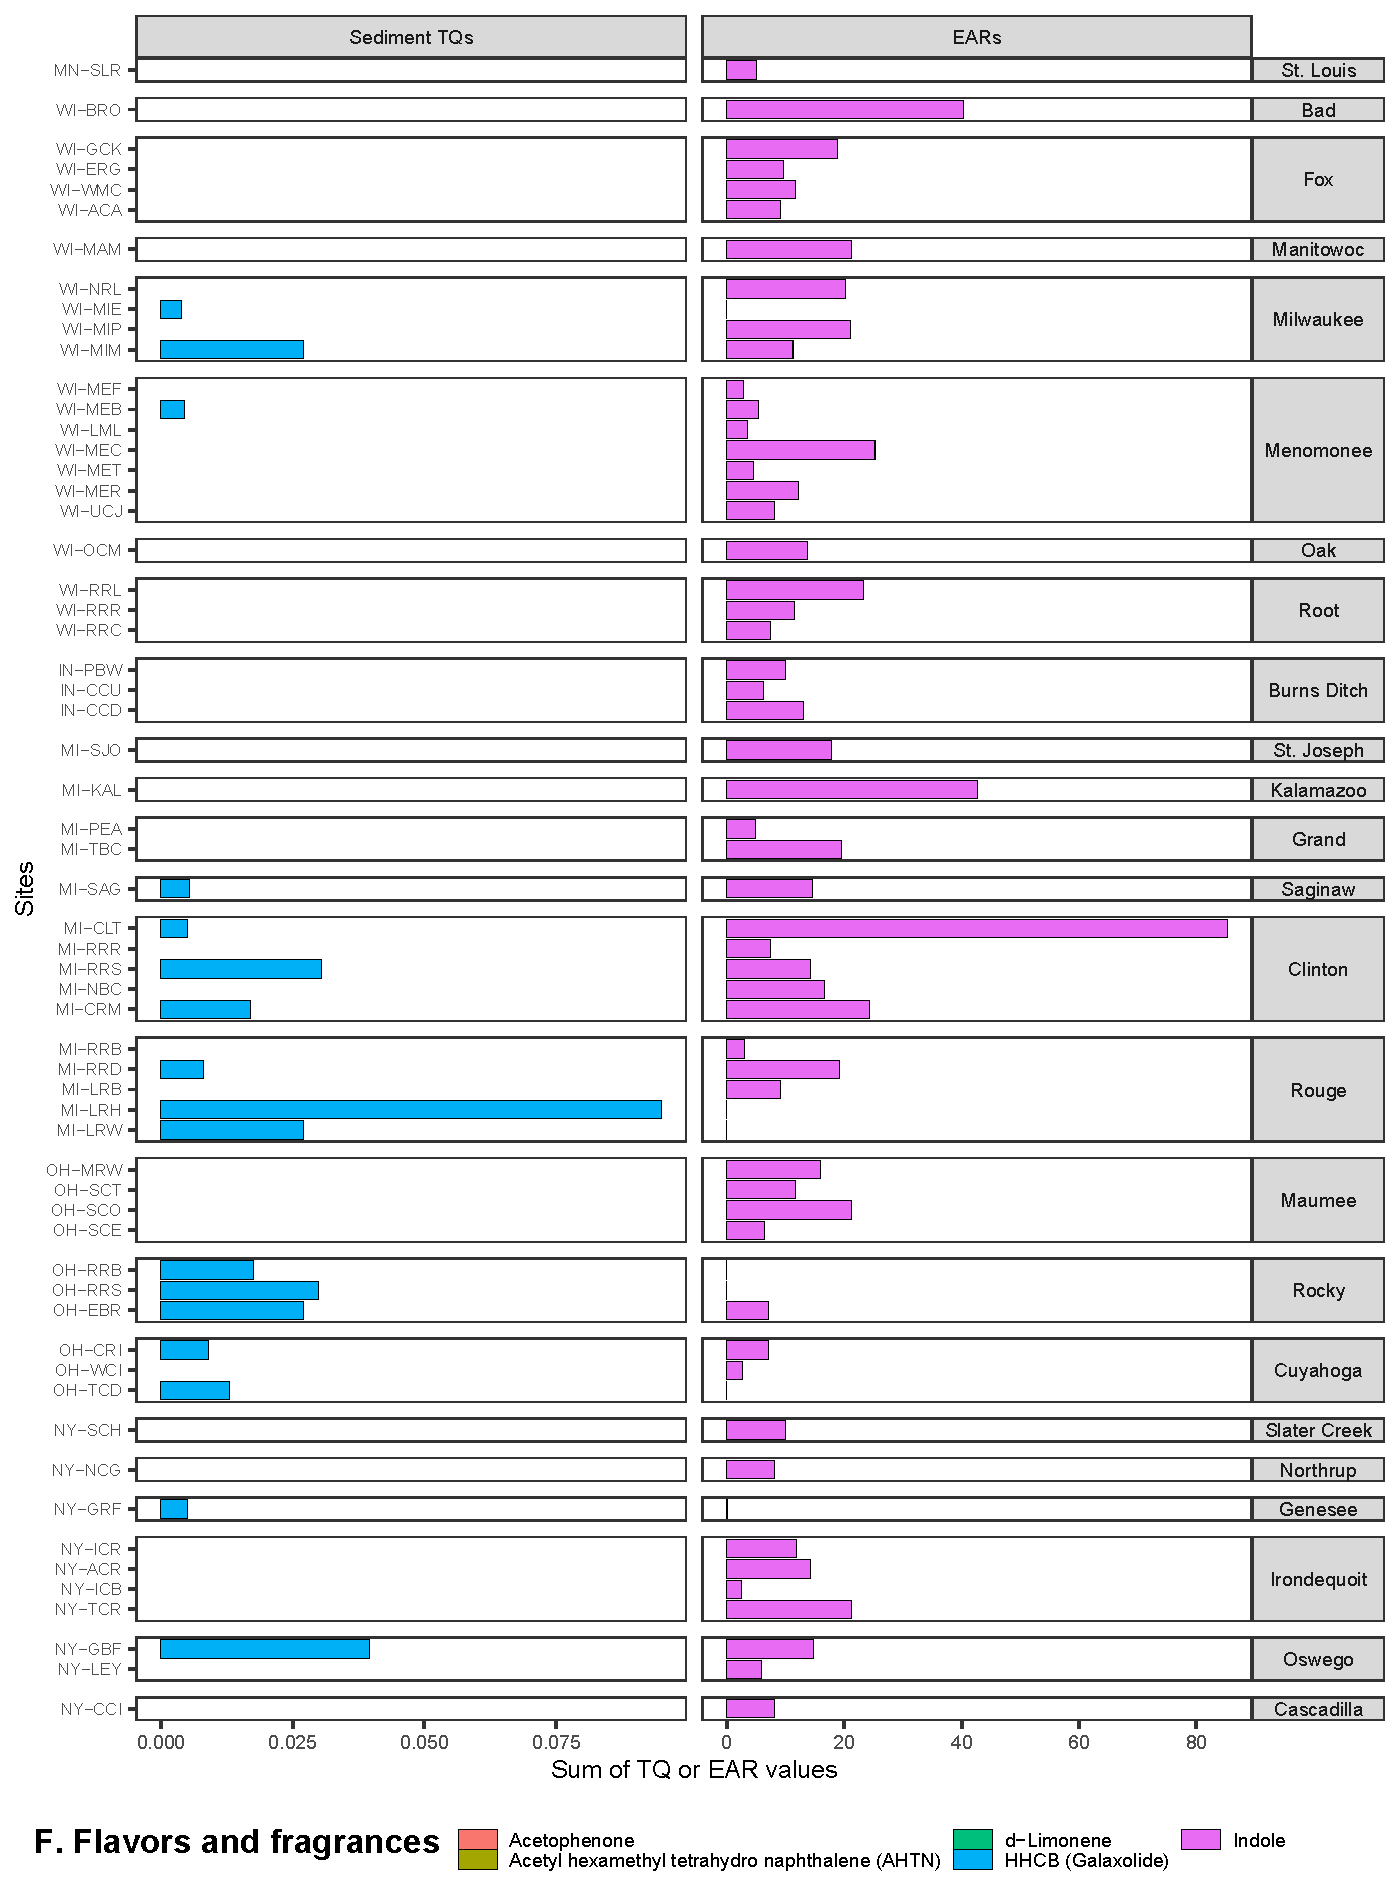 Sediment TQs EARs
MN−SLR St. Louis
WI−BRO Bad
WI−GCK
WI−ERG
Fox
WI−WMC
WI−ACA
WI−MAM Manitowoc
WI−NRL
WI−MIE
Milwaukee
WI−MIP
WI−MIM
WI−MEF
WI−MEB
WI−LML
WI−MEC Menomonee
WI−MET
WI−MER
WI−UCJ
WI−OCM Oak
WI−RRL
WI−RRR Root
WI−RRC
IN−PBW
IN−CCU Burns Ditch
IN−CCD
MI−SJO St. Joseph
MI−KAL Kalamazoo
MI−PEA
Grand
MI−TBC
Sites
MI−SAG Saginaw
MI−CLT
MI−RRR
MI−RRS Clinton
MI−NBC
MI−CRM
MI−RRB
MI−RRD
MI−LRB Rouge
MI−LRH
MI−LRW
OH−MRW
OH−SCT
Maumee
OH−SCO
OH−SCE
OH−RRB
OH−RRS Rocky
OH−EBR
OH−CRI
OH−WCI Cuyahoga
OH−TCD
NY−SCH Slater Creek
NY−NCG Northrup
NY−GRF Genesee
NY−ICR
NY−ACR
Irondequoit
NY−ICB
NY−TCR
NY−GBF
Oswego
NY−LEY
NY−CCI Cascadilla
0.000 0.025 0.050 0.075 0 20 40 60 80
Sum of TQ or EAR values
F. Flavors and fragrances
Acetophenone d−Limonene Indole
Acetyl hexamethyl tetrahydro naphthalene (AHTN) HHCB (Galaxolide)